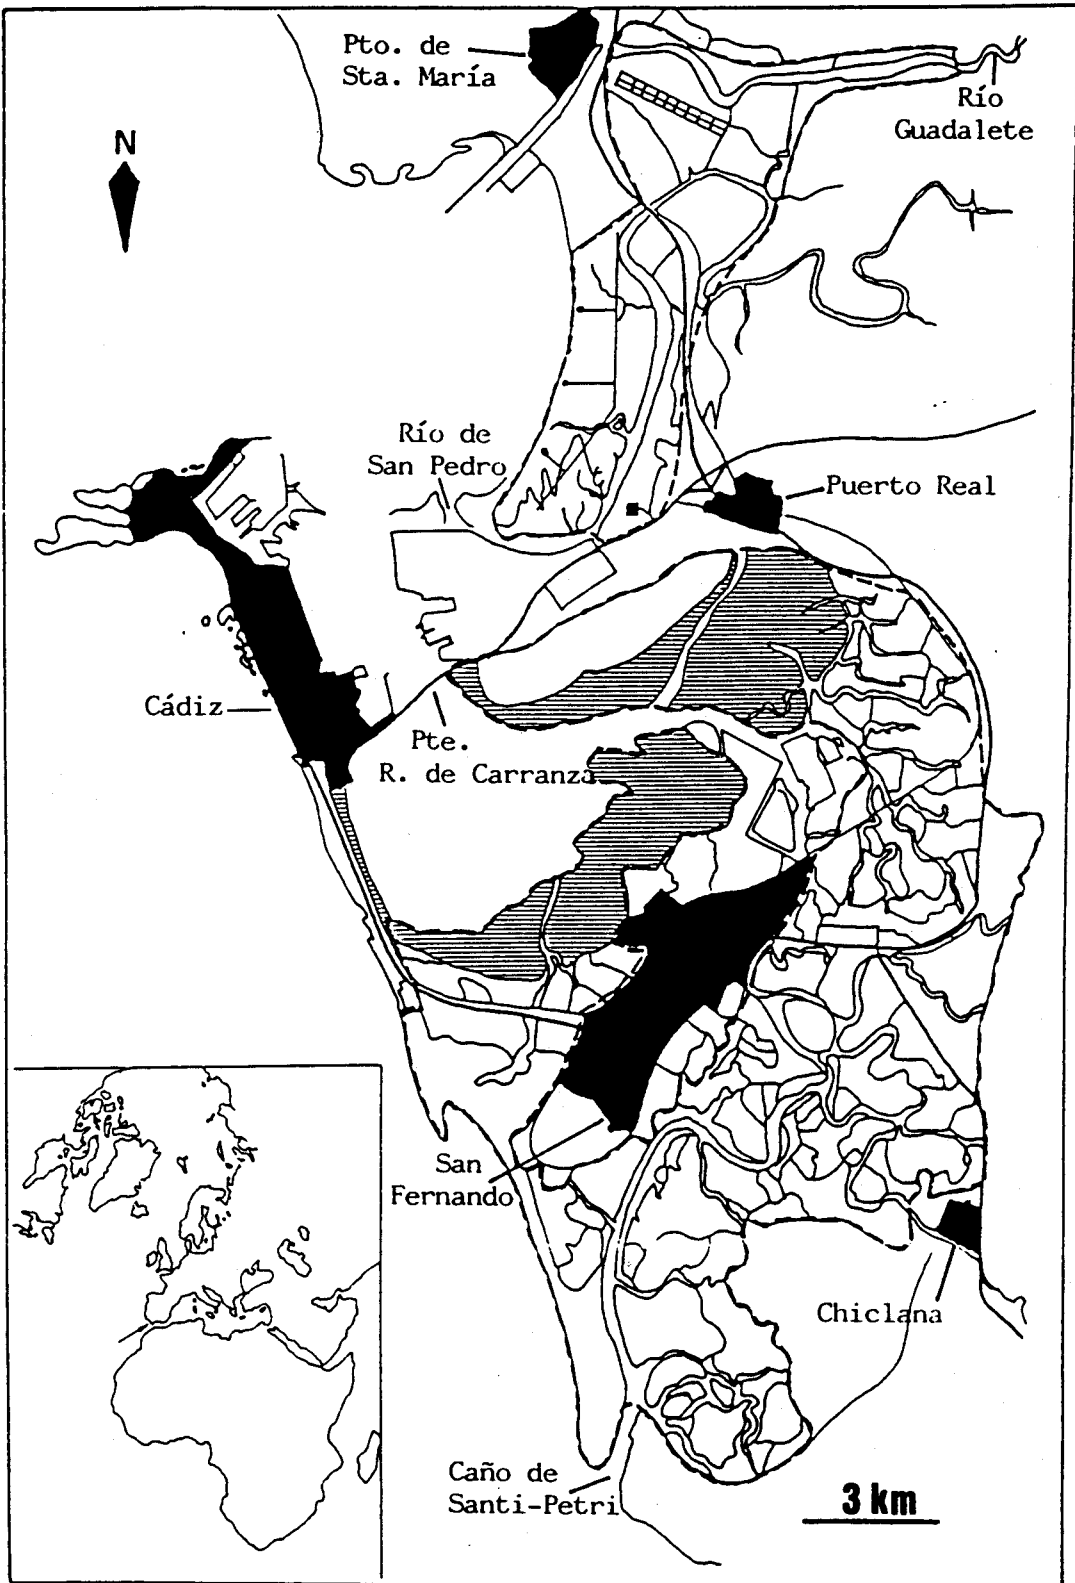 Pto. de
Sta. María
Río
Guadalete
N
Río de
San Pedro
Puerto Real
Cádiz
Pte.
R. de Carranza
San
Fernando
Chiclana
Caño de
Santi-Petri
3 km